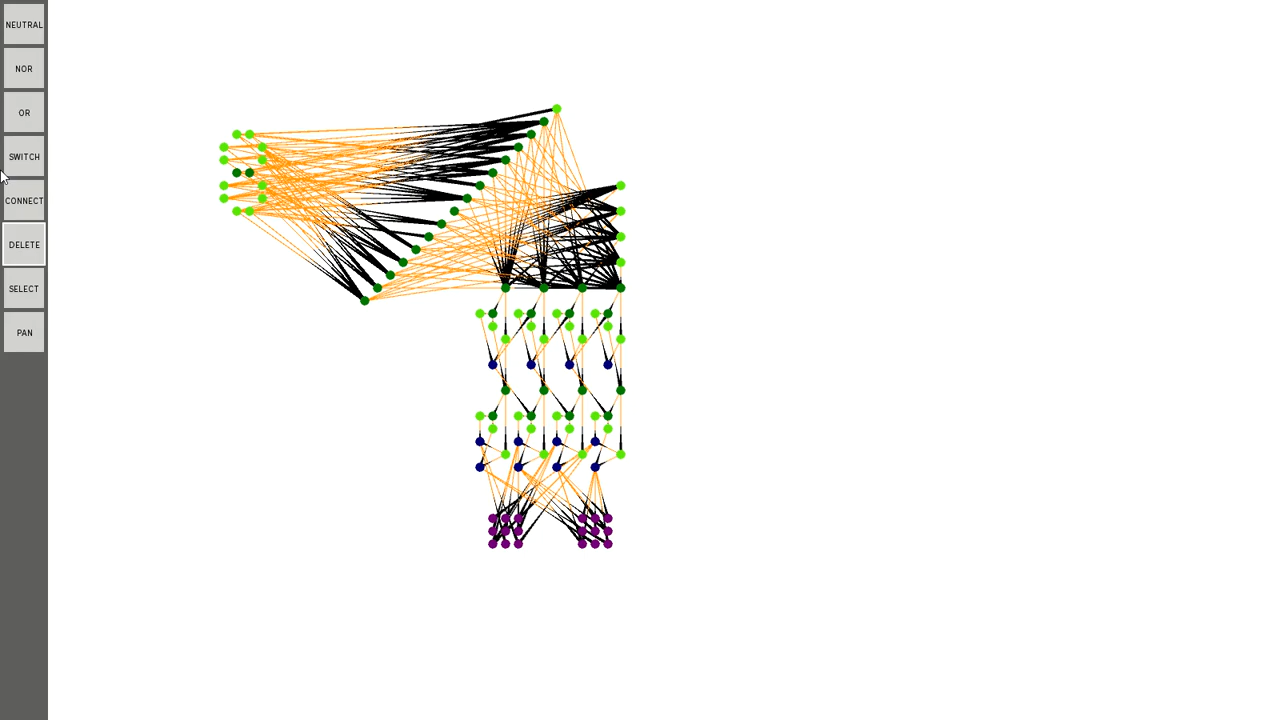 NEUTRAL
NOR
OR
SWITCH
CONNECT
DELETE
SELECT
PAN